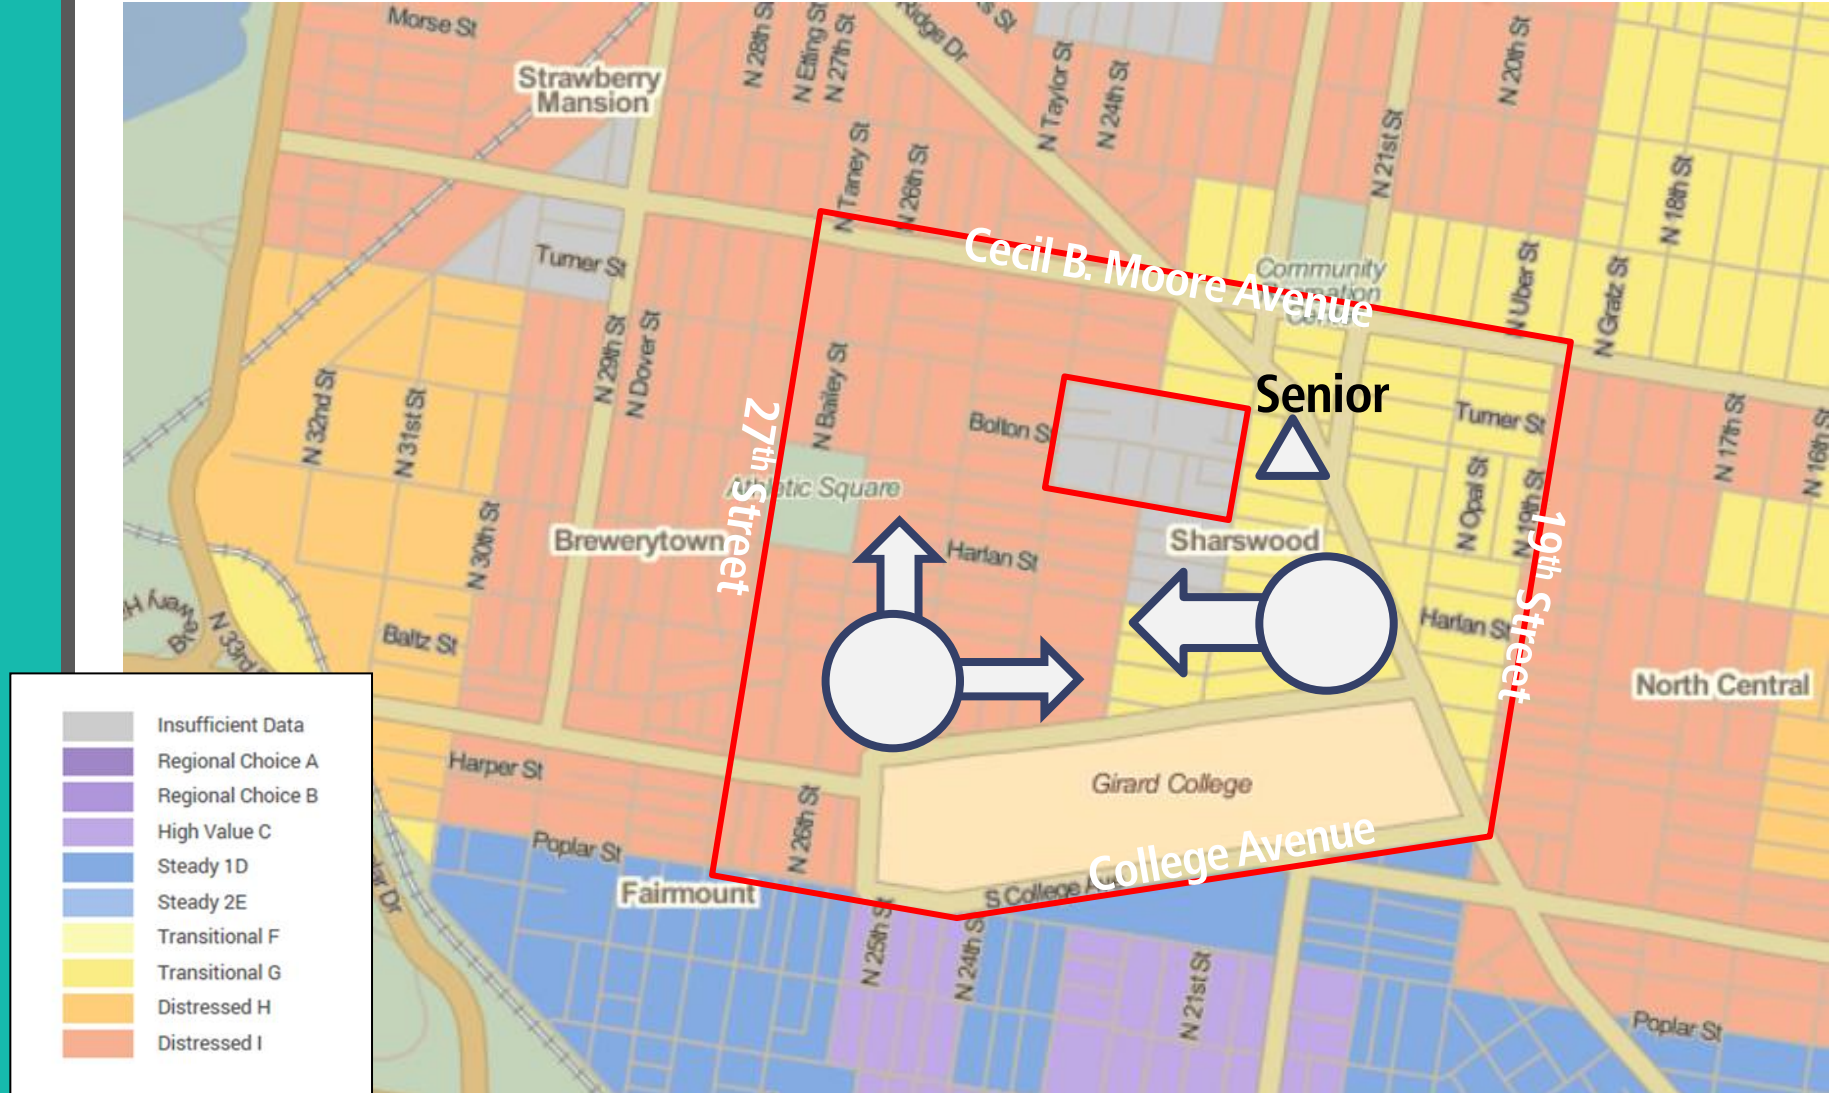 Morse St
N 28th St
N Etting St
N 27th St
Ridge Dr
N Taylor St
N 24th St
N 20th St
N 21st St
N 18th St
Strawberry
Mansion
N Taney St
N 26th St
Turner St
Cecil B. Moore Avenue
Community
N Uber St
N Gratz St
N 29th St
N Dover St
N Bailey St
N 32nd St
N 31st St
Bolton St
Senior
Turner St
N 17th St
N 16th St
27th Street
Athletic Square
N Opal St
N 19th St
19th Street
N 30th St
Brewerytown
Harlan St
Sharswood
Harlan St
Baltz St
N 33rd
North Central
Harper St
Girard College
N 26th St
Poplar St
College Avenue
Fairmount
S College Ave
N 25th St
N 24th St
N 21st St
Poplar St
Insufficient Data
Regional Choice A
Regional Choice B
High Value C
Steady 1D
Steady 2E
Transitional F
Transitional G
Distressed H
Distressed I